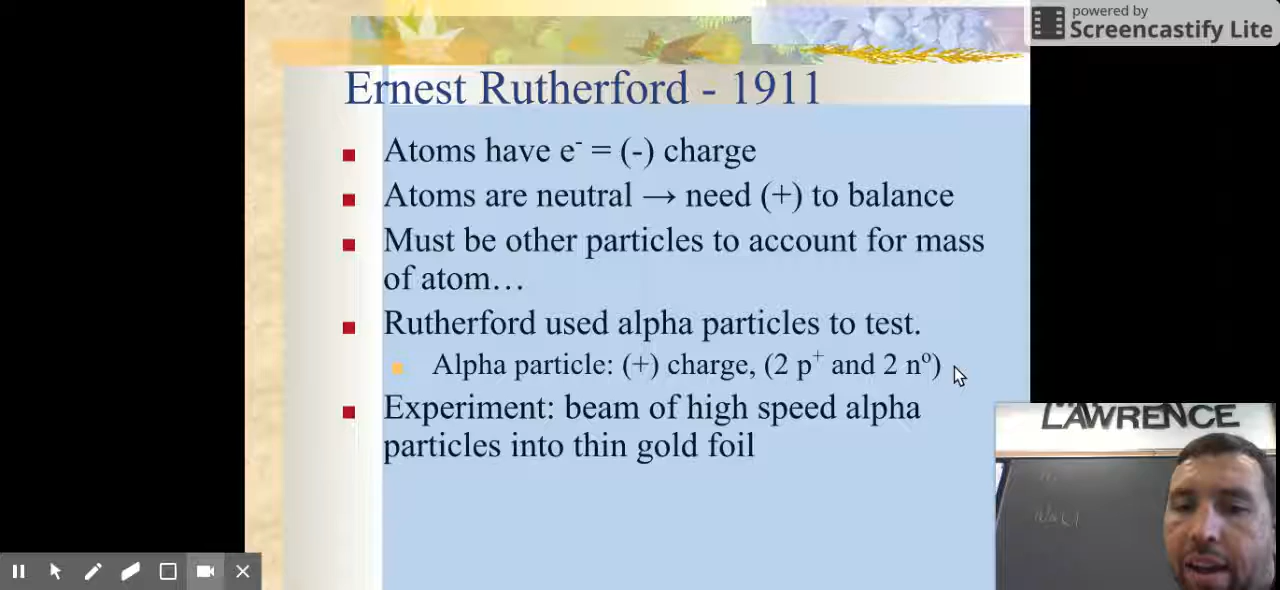 powered by
Screencastify Lite
Ernest Rutherford - 1911
Atoms have e⁻ = (-) charge
Atoms are neutral → need (+) to balance
Must be other particles to account for mass
of atom…
Rutherford used alpha particles to test.
Alpha particle: (+) charge, (2 p⁺ and 2 nº)
Experiment: beam of high speed alpha
particles into thin gold foil
LAWRENCE